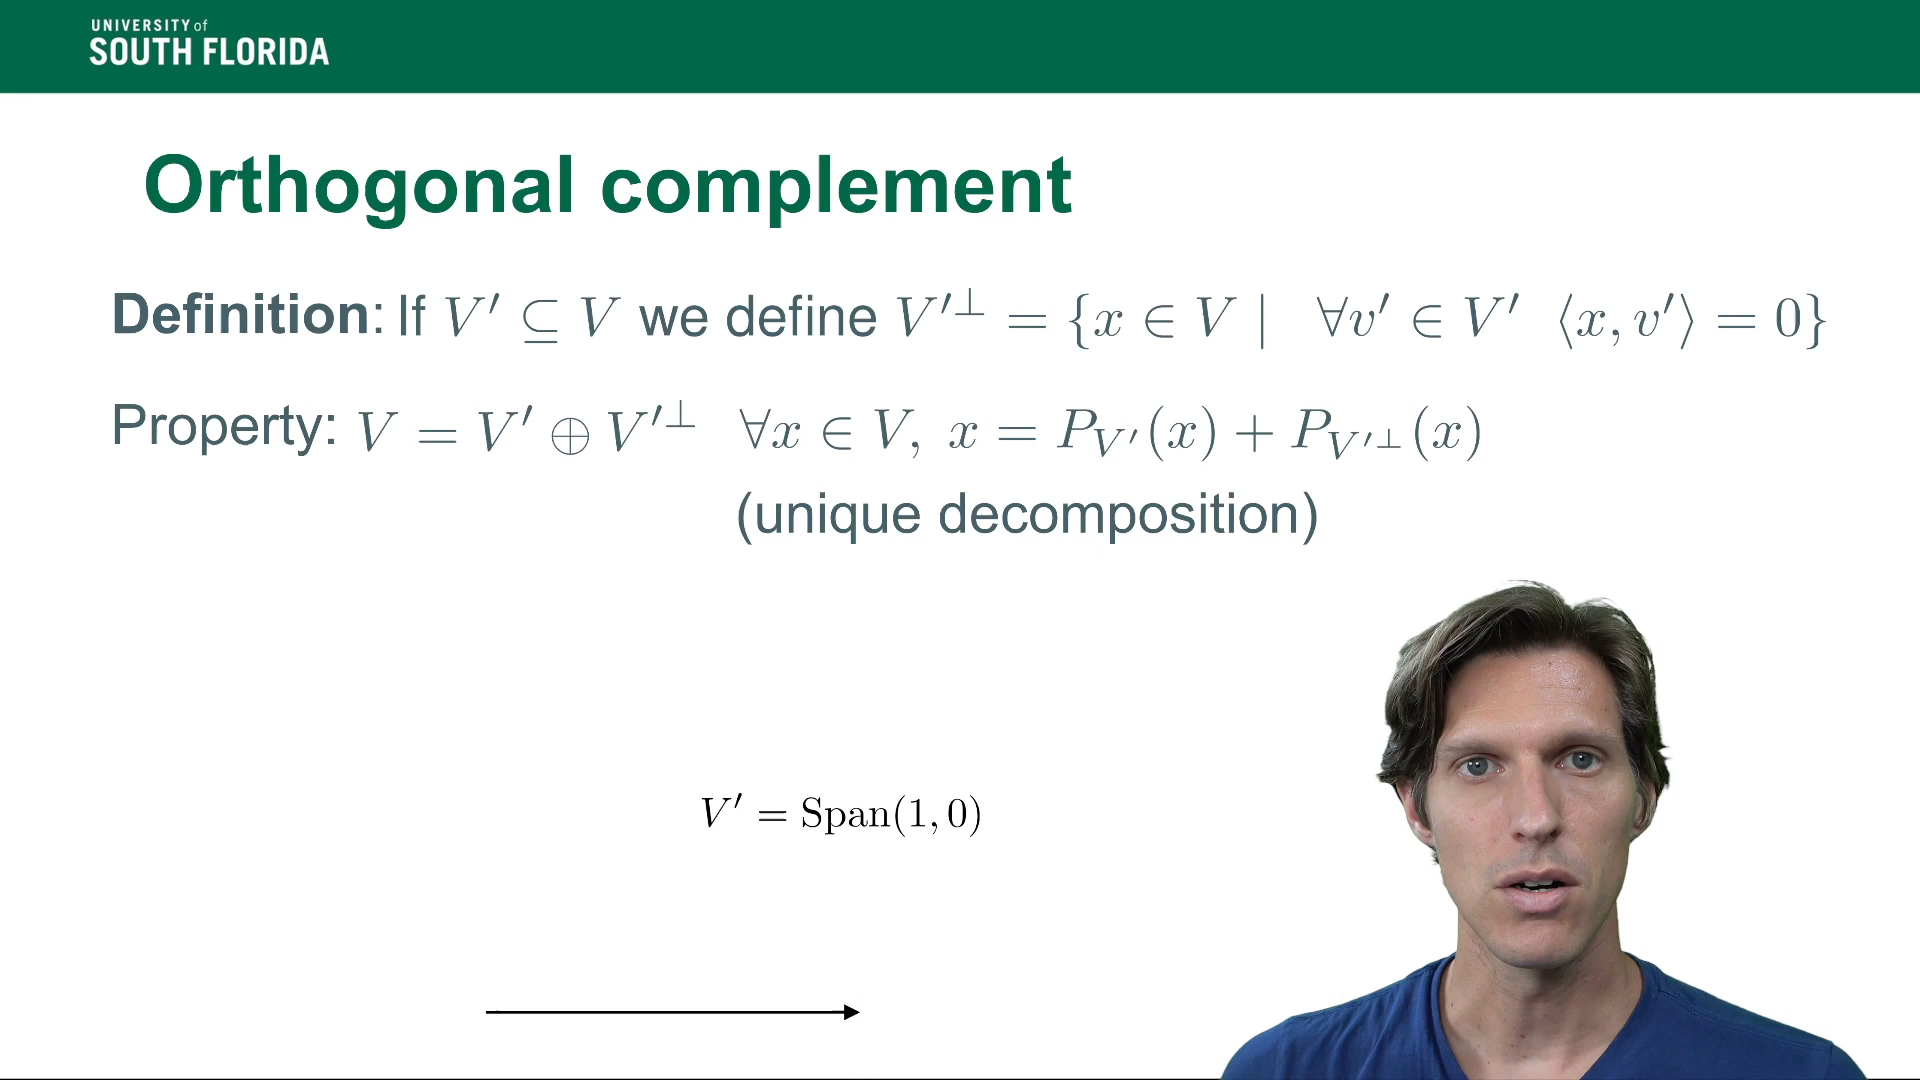 UNIVERSITY of
SOUTH FLORIDA
Orthogonal complement
Definition: If V′ ⊆ V we define V′⊥ = {x ∈ V | ∀v′ ∈ V′ ⟨x, v′⟩ = 0}
Property: V = V′ ⊕ V′⊥ ∀x ∈ V, x = P_{V′}(x) + P_{V′⊥}(x)
(unique decomposition)
V′ = Span(1, 0)